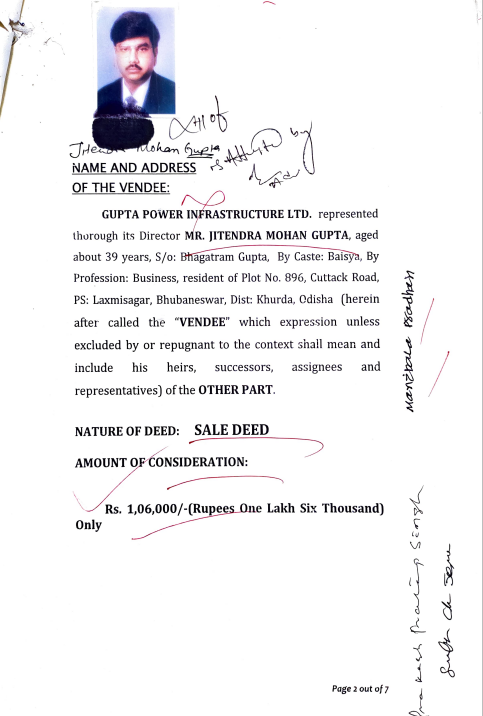 Jitendra Mohan Gupta
NAME AND ADDRESS
OF THE VENDEE:
GUPTA POWER INFRASTRUCTURE LTD. represented
thorough its Director MR. JITENDRA MOHAN GUPTA, aged
about 39 years, S/o: Bhagatram Gupta, By Caste: Baisya, By
Profession: Business, resident of Plot No. 896, Cuttack Road,
PS: Laxmisagar, Bhubaneswar, Dist: Khurda, Odisha (herein
after called the “VENDEE” which expression unless
excluded by or repugnant to the context shall mean and
include his heirs, successors, assignees and
representatives) of the OTHER PART.
NATURE OF DEED: SALE DEED
AMOUNT OF CONSIDERATION:
Rs. 1,06,000/-(Rupees One Lakh Six Thousand)
Only
Prakash Pratap Singh
Page 2 out of 7